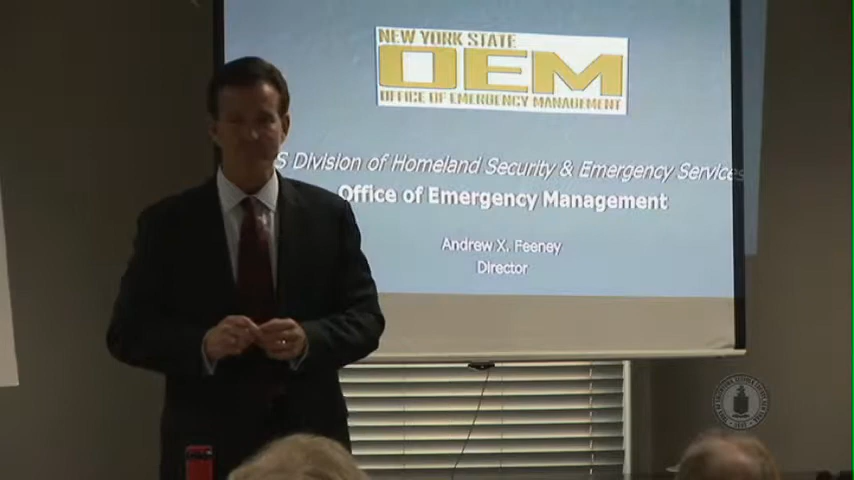 NEW YORK STATE
OEM
OFFICE OF EMERGENCY MANAGEMENT
S Division of Homeland Security & Emergency Services
Office of Emergency Management
Andrew X. Feeney
Director